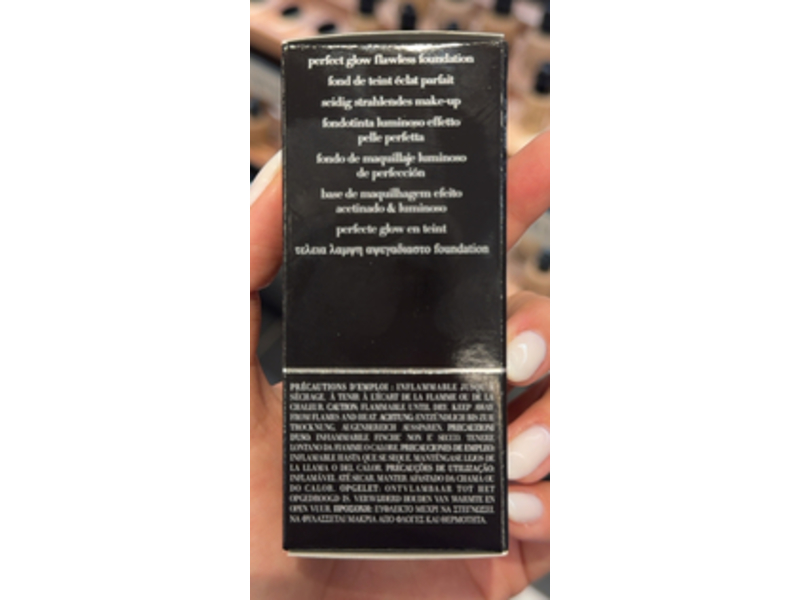 perfect glow flawless foundation
fond de teint éclat parfait
seidig strahlendes make-up
fondotinta luminoso effetto
pelle perfetta
fondo de maquillaje luminoso
de perfección
base de maquilhagem efeito
acetinado & luminoso
perfecte glow en teint
τελεια λαμψη αψεγαδιαστο foundation
PRÉCAUTIONS D'EMPLOI : INFLAMMABLE JUSQU'À
SÉCHAGE, À TENIR À L'ÉCART DE LA FLAMME OU DE LA
CHALEUR. CAUTION: FLAMMABLE UNTIL DRY. KEEP AWAY
FROM FLAMES AND HEAT. ACHTUNG: ENTZÜNDLICH BIS ZUR
TROCKNUNG. AUGENBEREICH AUSSPAREN. PRECAUZIONI
D'USO: INFIAMMABILE FINCHÉ NON È SECCO. TENERE
LONTANO DA FIAMME O CALORE. PRECAUCIONES DE EMPLEO:
INFLAMABLE HASTA QUE SE SEQUE. MANTÉNGASE LEJOS DE
LA LLAMA O DEL CALOR. PRECAUÇÕES DE UTILIZAÇÃO:
INFLAMÁVEL ATÉ SECAR. MANTER AFASTADO DA CHAMA OU
DO CALOR. OPGELET: ONTVLAMBAAR TOT HET
OPGEDROOGD IS. VERWIJDERD HOUDEN VAN WARMTE EN
OPEN VUUR. ΠΡΟΣΟΧΗ: ΕΥΦΛΕΚΤΟ ΜΕΧΡΙ ΝΑ ΣΤΕΓΝΩΣΕΙ.
ΝΑ ΦΥΛΑΣΣΕΤΑΙ ΜΑΚΡΙΑ ΑΠΟ ΦΛΟΓΕΣ ΚΑΙ ΘΕΡΜΟΤΗΤΑ.